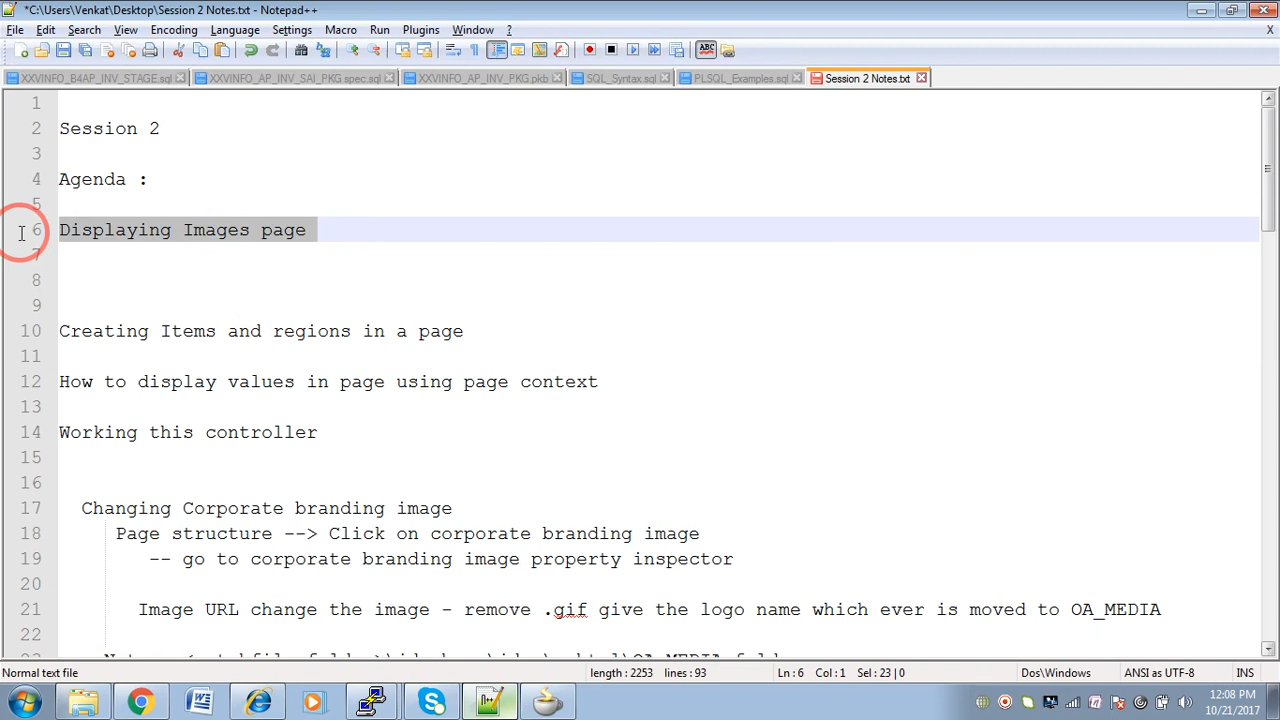 *C:\Users\Venkat\Desktop\Session 2 Notes.txt - Notepad++
File Edit Search View Encoding Language Settings Macro Run Plugins Window ? X
ABC
XXVINFO_B4AP_INV_STAGE.sql XXVINFO_AP_INV_SAI_PKG spec.sql XXVINFO_AP_INV_PKG.pkb SQL_Syntax.sql PLSQL_Examples.sql Session 2 Notes.txt
1
2 Session 2
3
4 Agenda :
5
6 Displaying Images page
7
8
9
10 Creating Items and regions in a page
11
12 How to display values in page using page context
13
14 Working this controller
15
16
17 Changing Corporate branding image
18 Page structure --> Click on corporate branding image
19 -- go to corporate branding image property inspector
20
21 Image URL change the image - remove .gif give the logo name which ever is moved to OA_MEDIA
22
Normal text file length : 2253 lines : 93 Ln : 6 Col : 1 Sel : 23 | 0 Dos\Windows ANSI as UTF-8 INS
12:08 PM
10/21/2017